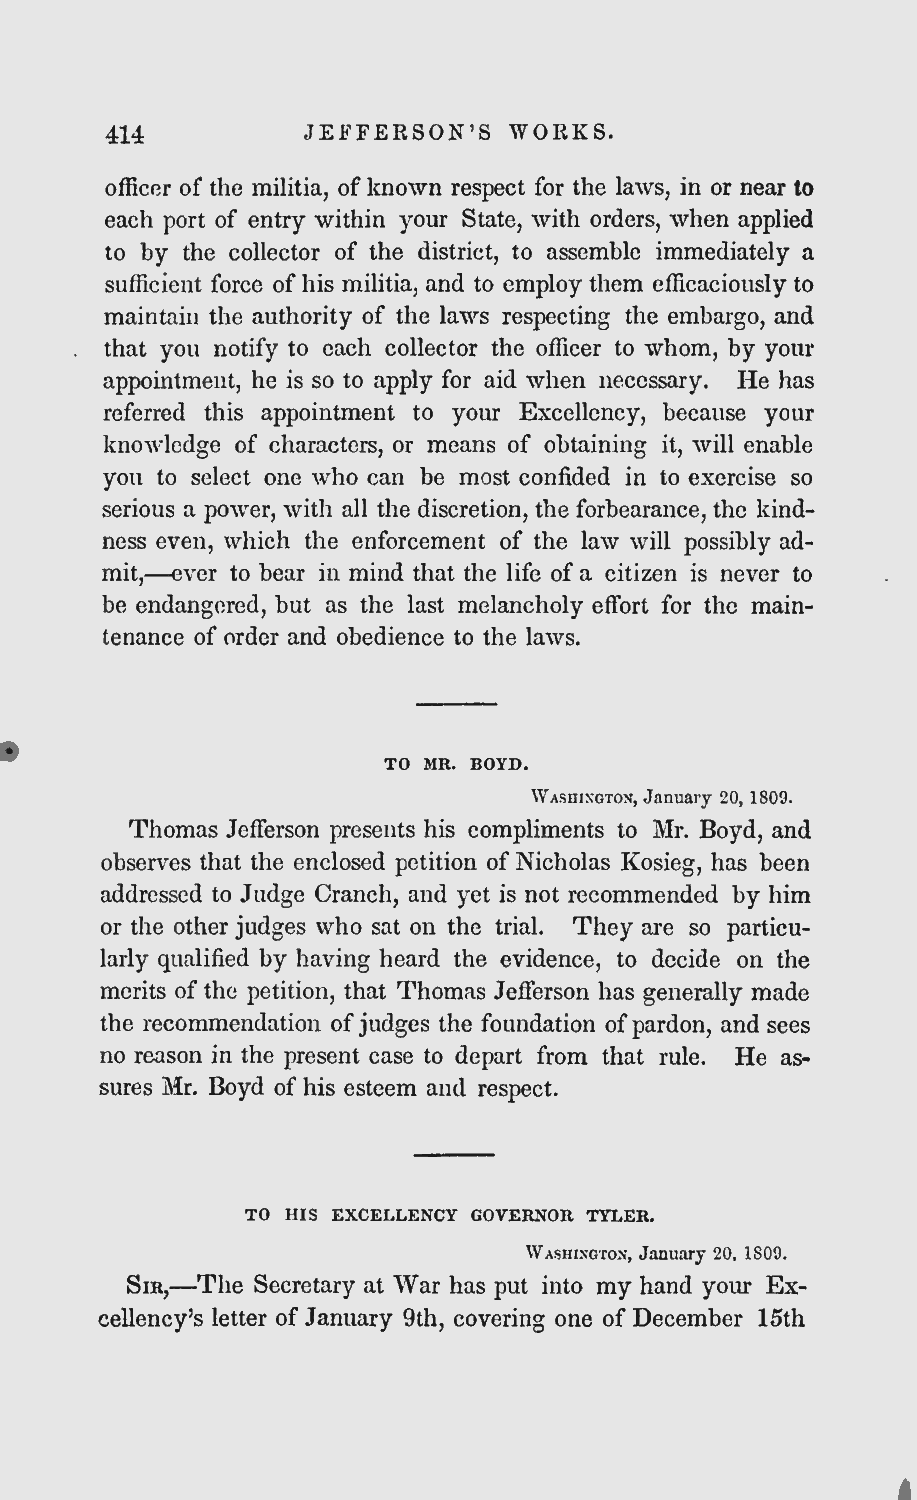 414 JEFFERSON'S WORKS.
officer of the militia, of known respect for the laws, in or near to
each port of entry within your State, with orders, when applied
to by the collector of the district, to assemble immediately a
sufficient force of his militia, and to employ them efficaciously to
maintain the authority of the laws respecting the embargo, and
that you notify to each collector the officer to whom, by your
appointment, he is so to apply for aid when necessary. He has
referred this appointment to your Excellency, because your
knowledge of characters, or means of obtaining it, will enable
you to select one who can be most confided in to exercise so
serious a power, with all the discretion, the forbearance, the kind-
ness even, which the enforcement of the law will possibly ad-
mit,—ever to bear in mind that the life of a citizen is never to
be endangered, but as the last melancholy effort for the main-
tenance of order and obedience to the laws.
TO MR. BOYD.
WASHINGTON, January 20, 1809.
Thomas Jefferson presents his compliments to Mr. Boyd, and
observes that the enclosed petition of Nicholas Kosieg, has been
addressed to Judge Cranch, and yet is not recommended by him
or the other judges who sat on the trial. They are so particu-
larly qualified by having heard the evidence, to decide on the
merits of the petition, that Thomas Jefferson has generally made
the recommendation of judges the foundation of pardon, and sees
no reason in the present case to depart from that rule. He as-
sures Mr. Boyd of his esteem and respect.
TO HIS EXCELLENCY GOVERNOR TYLER.
WASHINGTON, January 20, 1809.
SIR,—The Secretary at War has put into my hand your Ex-
cellency's letter of January 9th, covering one of December 15th